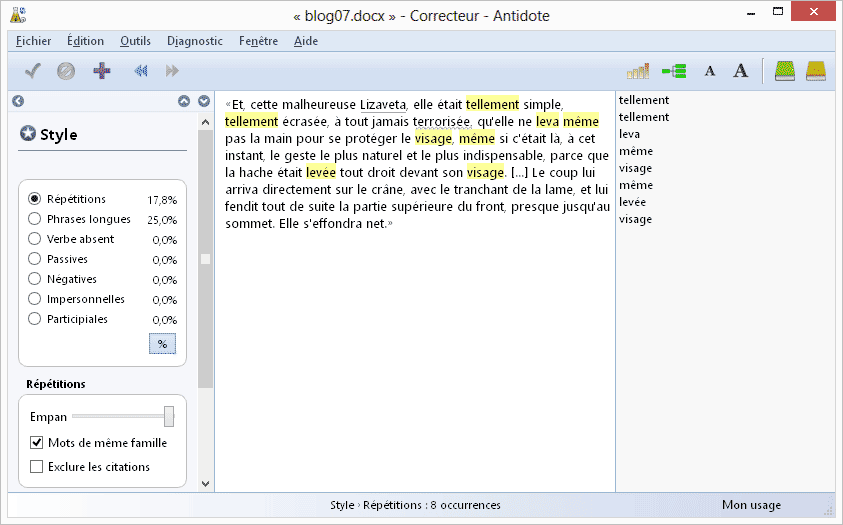 « blog07.docx » - Correcteur - Antidote
Fichier Édition Outils Diagnostic Fenêtre Aide
A A
Style
Répétitions 17,8%
Phrases longues 25,0%
Verbe absent 0,0%
Passives 0,0%
Négatives 0,0%
Impersonnelles 0,0%
Participiales 0,0%
%
Répétitions
Empan
Mots de même famille
Exclure les citations
«Et, cette malheureuse Lizaveta, elle était tellement simple,
tellement écrasée, à tout jamais terrorisée, qu'elle ne leva même
pas la main pour se protéger le visage, même si c'était là, à cet
instant, le geste le plus naturel et le plus indispensable, parce que
la hache était levée tout droit devant son visage. [...] Le coup lui
arriva directement sur le crâne, avec le tranchant de la lame, et lui
fendit tout de suite la partie supérieure du front, presque jusqu'au
sommet. Elle s'effondra net.»
tellement
tellement
leva
même
visage
même
levée
visage
Style › Répétitions : 8 occurrences
Mon usage